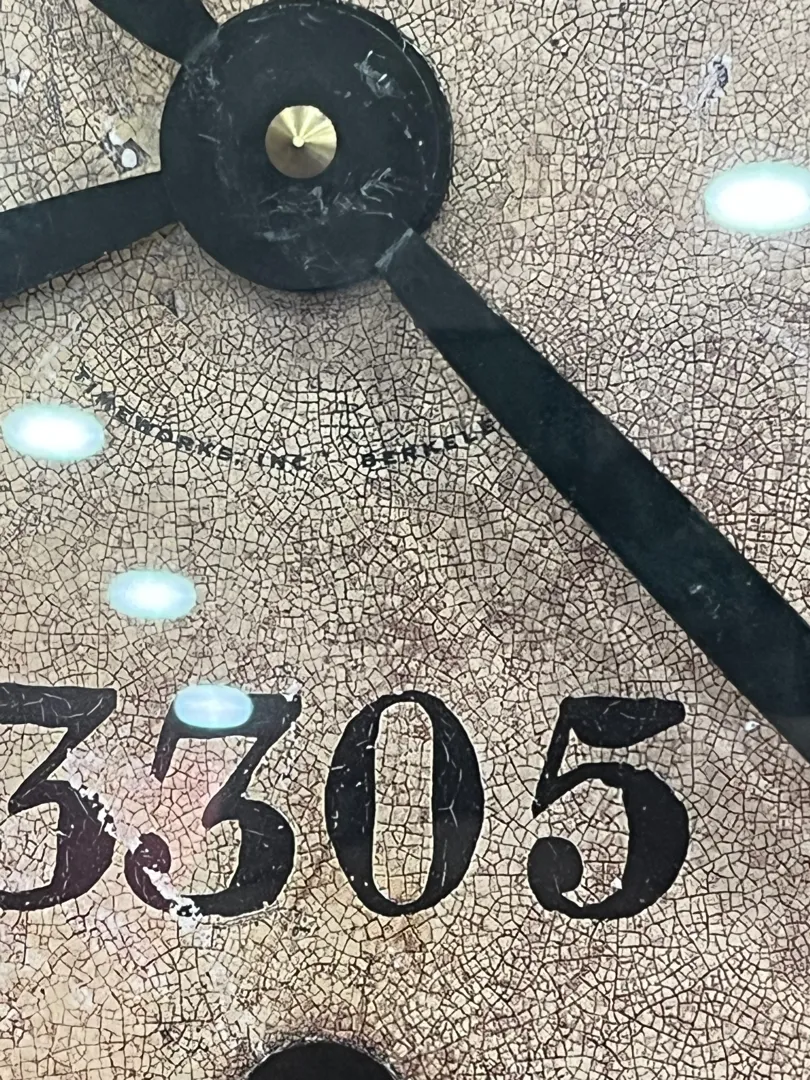 TIMEWORKS, INC BERKELE
3305